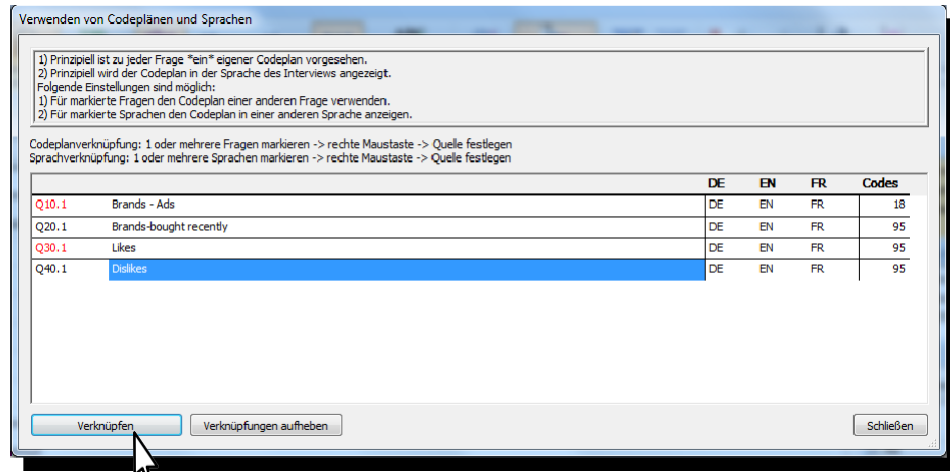 Verwenden von Codeplänen und Sprachen
1) Prinzipiell ist zu jeder Frage *ein* eigener Codeplan vorgesehen.
2) Prinzipiell wird der Codeplan in der Sprache des Interviews angezeigt.
Folgende Einstellungen sind möglich:
1) Für markierte Fragen den Codeplan einer anderen Frage verwenden.
2) Für markierte Sprachen den Codeplan in einer anderen Sprache anzeigen.
Codeplanverknüpfung: 1 oder mehrere Fragen markieren -> rechte Maustaste -> Quelle festlegen
Sprachverknüpfung: 1 oder mehrere Sprachen markieren -> rechte Maustaste -> Quelle festlegen
DE EN FR Codes
Q10.1 Brands - Ads DE EN FR 18
Q20.1 Brands-bought recently DE EN FR 95
Q30.1 Likes DE EN FR 95
Q40.1 Dislikes DE EN FR 95
Verknüpfen Verknüpfungen aufheben Schließen